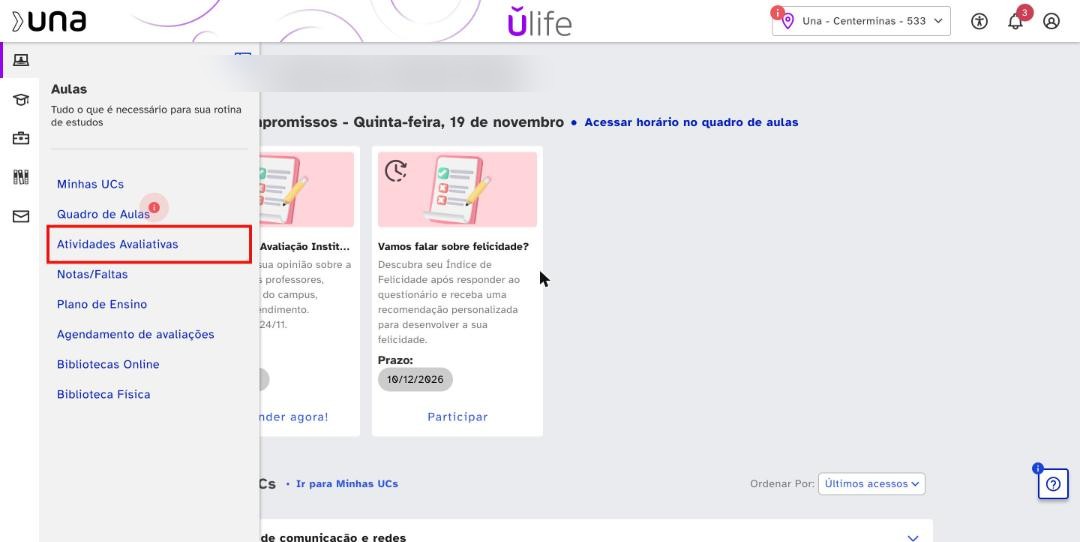 una
ulife
Una - Centerminas - 533
3
Aulas
Tudo o que é necessário para sua rotina
de estudos
Minhas UCs
Quadro de Aulas
Atividades Avaliativas
Notas/Faltas
Plano de Ensino
Agendamento de avaliações
Bibliotecas Online
Biblioteca Física
promissos - Quinta-feira, 19 de novembro • Acessar horário no quadro de aulas
Avaliação Instit...
sua opinião sobre a
professores,
do campus,
endimento.
24/11.
nder agora!
Vamos falar sobre felicidade?
Descubra seu Índice de
Felicidade após responder ao
questionário e receba uma
recomendação personalizada
para desenvolver a sua
felicidade.
Prazo:
10/12/2026
Participar
Cs • Ir para Minhas UCs
Ordenar Por: Últimos acessos
de comunicação e redes